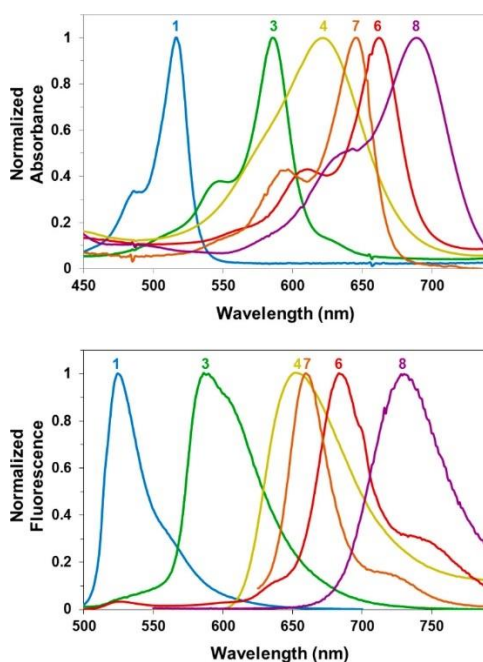 1 3 4 7 6 8
Normalized
Absorbance
1
0.8
0.6
0.4
0.2
0
450 500 550 600 650 700
Wavelength (nm)
1 3 4 7 6 8
Normalized
Fluorescence
1
0.8
0.6
0.4
0.2
0
500 550 600 650 700 750
Wavelength (nm)